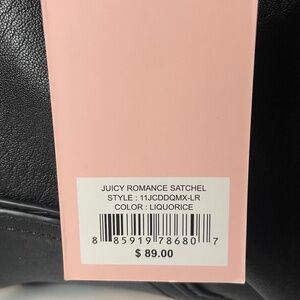 JUICY ROMANCE SATCHEL
STYLE : 11JCDDQMX-LR
COLOR : LIQUORICE
8 85919 78680 7
$ 89.00